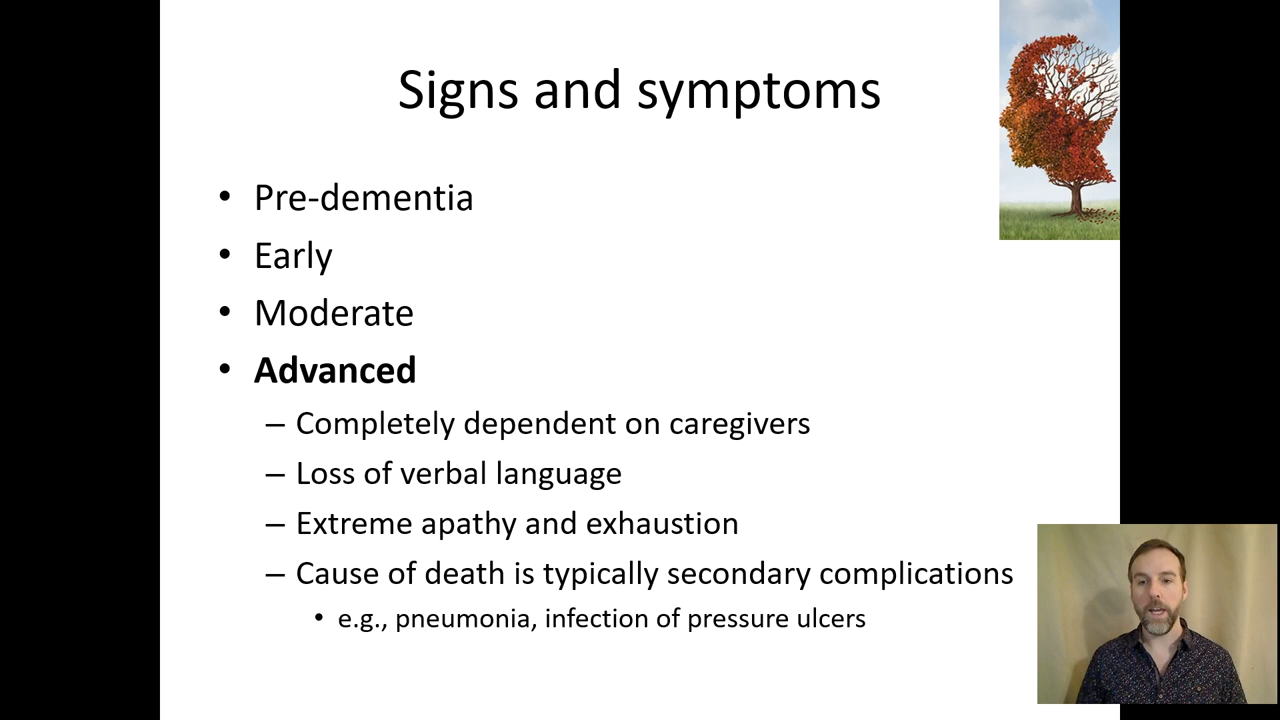 Signs and symptoms
• Pre-dementia
• Early
• Moderate
• Advanced
– Completely dependent on caregivers
– Loss of verbal language
– Extreme apathy and exhaustion
– Cause of death is typically secondary complications
• e.g., pneumonia, infection of pressure ulcers